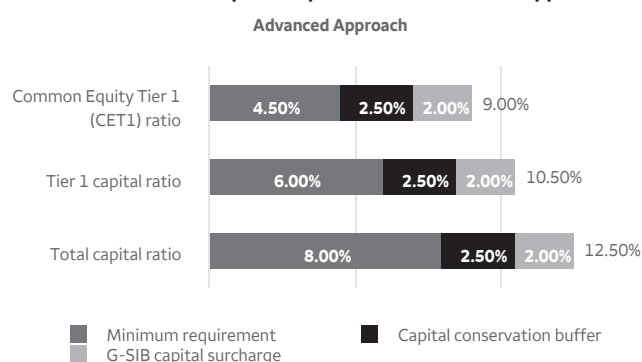 Advanced Approach
Common Equity Tier 1
(CET1) ratio
4.50% 2.50% 2.00% 9.00%
Tier 1 capital ratio
6.00% 2.50% 2.00% 10.50%
Total capital ratio
8.00% 2.50% 2.00% 12.50%
Minimum requirement
Capital conservation buffer
G-SIB capital surcharge